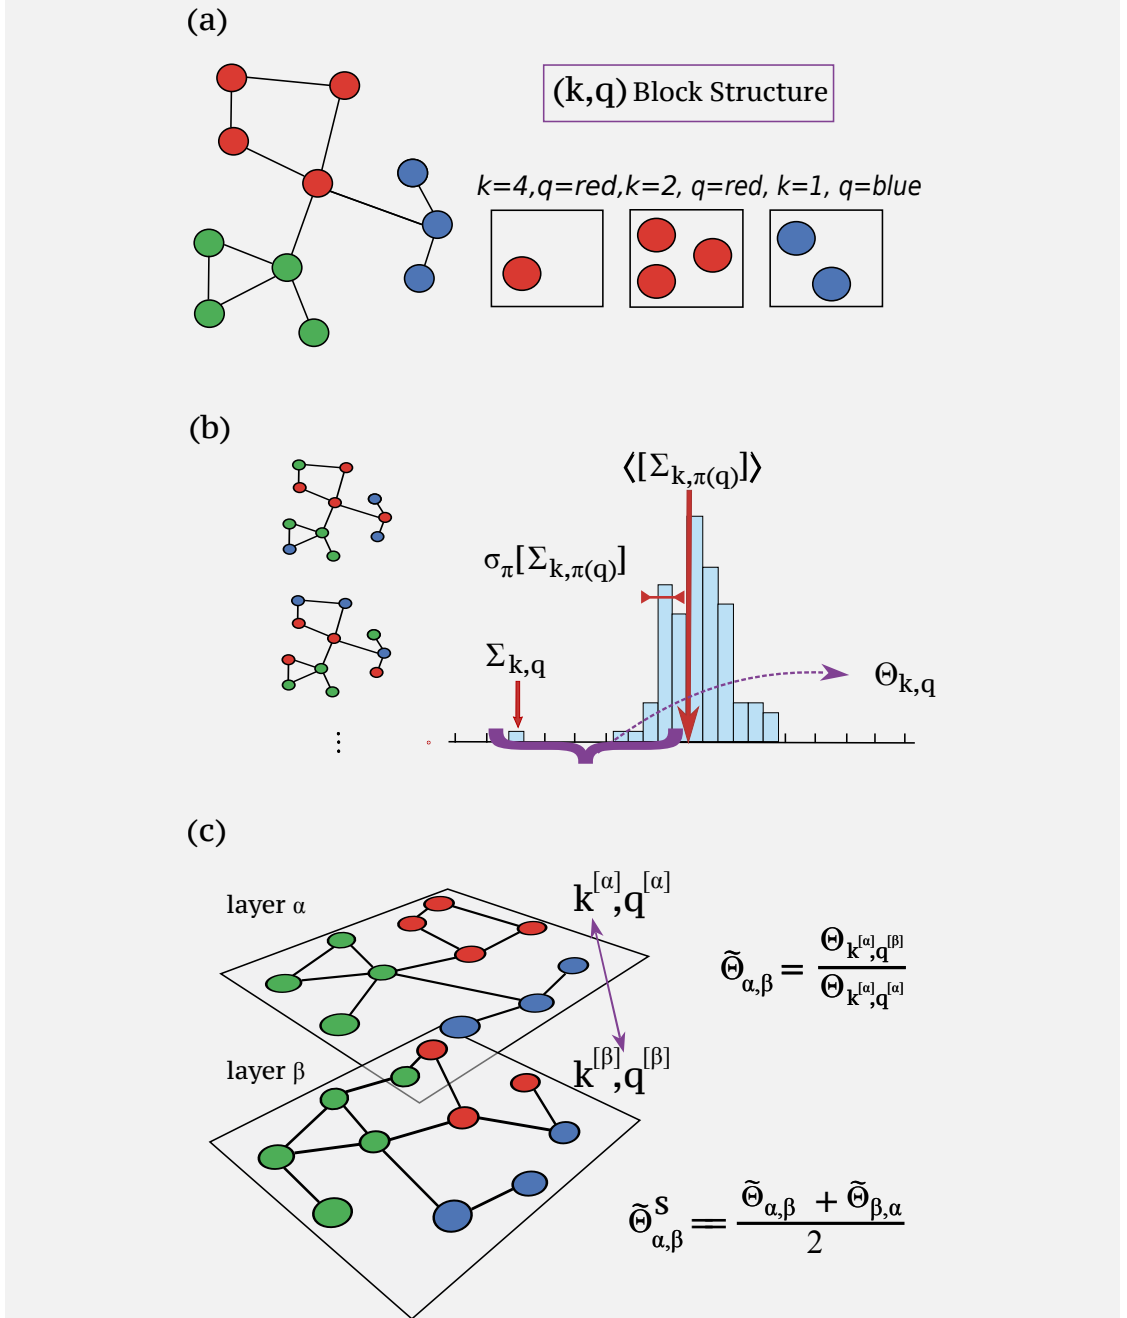 (a)
(k,q) Block Structure
k=4,q=red,k=2, q=red, k=1, q=blue
(b)
⟨[Σk,π(q)]⟩
σπ[Σk,π(q)]
Σk,q
Θk,q
⋮
(c)
layer α
k[α],q[α]
Θ̃α,β = Θk[α],q[β] / Θk[α],q[α]
layer β
k[β],q[β]
Θ̃Sα,β = Θ̃α,β + Θ̃β,α / 2